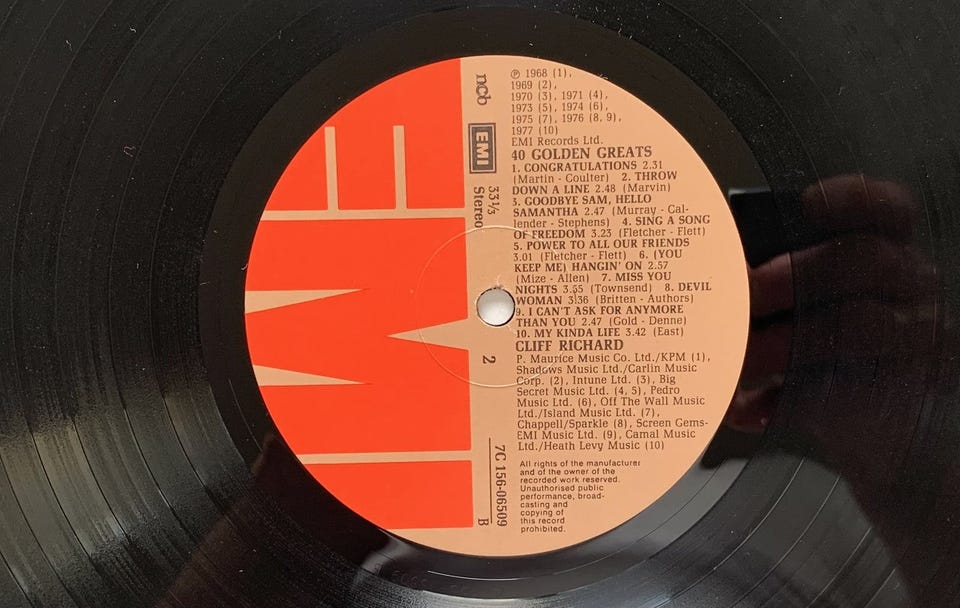 EMI
ncb
EMI
33 1/3
Stereo
2
7C 156-06509
B
℗ 1968 (1),
1969 (2),
1970 (3), 1971 (4),
1973 (5), 1974 (6),
1975 (7), 1976 (8, 9),
1977 (10)
EMI Records Ltd.
40 GOLDEN GREATS
1. CONGRATULATIONS 2.31
(Martin - Coulter) 2. THROW
DOWN A LINE 2.48 (Marvin)
3. GOODBYE SAM, HELLO
SAMANTHA 2.47 (Murray - Cal-
lender - Stephens) 4. SING A SONG
OF FREEDOM 3.23 (Fletcher - Flett)
5. POWER TO ALL OUR FRIENDS
3.01 (Fletcher - Flett) 6. (YOU
KEEP ME) HANGIN' ON 2.57
(Mize - Allen) 7. MISS YOU
NIGHTS 3.55 (Townsend) 8. DEVIL
WOMAN 3.36 (Britten - Authors)
9. I CAN'T ASK FOR ANYMORE
THAN YOU 2.47 (Gold - Denne)
10. MY KINDA LIFE 3.42 (East)
CLIFF RICHARD
P. Maurice Music Co. Ltd./KPM (1),
Shadows Music Ltd./Carlin Music
Corp. (2), Intune Ltd. (3), Big
Secret Music Ltd. (4, 5), Pedro
Music Ltd. (6), Off The Wall Music
Ltd./Island Music Ltd. (7),
Chappell/Sparkle (8), Screen Gems-
EMI Music Ltd. (9), Camal Music
Ltd./Heath Levy Music (10)
All rights of the manufacturer
and of the owner of the
recorded work reserved.
Unauthorised public
performance, broad-
casting and
copying of
this record
prohibited.